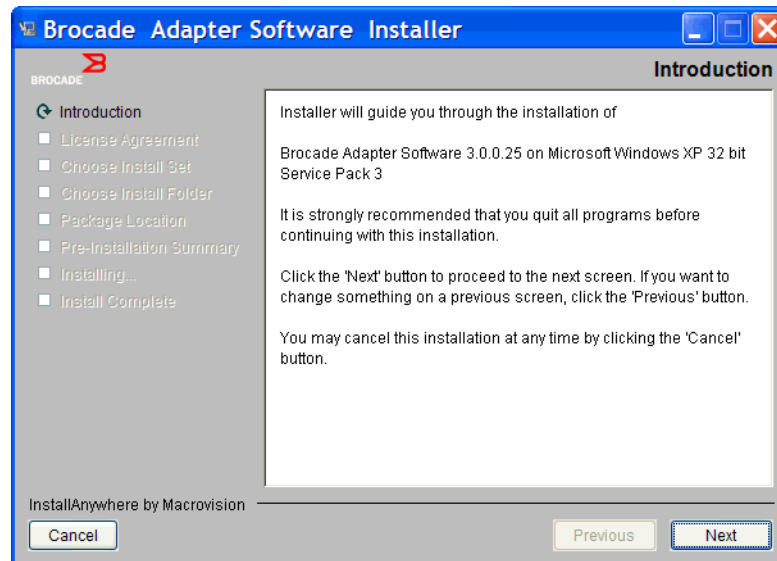 Brocade Adapter Software Installer
BROCADE
Introduction
Introduction
License Agreement
Choose Install Set
Choose Install Folder
Package Location
Pre-Installation Summary
Installing...
Install Complete
Installer will guide you through the installation of
Brocade Adapter Software 3.0.0.25 on Microsoft Windows XP 32 bit
Service Pack 3
It is strongly recommended that you quit all programs before
continuing with this installation.
Click the 'Next' button to proceed to the next screen. If you want to
change something on a previous screen, click the 'Previous' button.
You may cancel this installation at any time by clicking the 'Cancel'
button.
InstallAnywhere by Macrovision
Cancel
Previous
Next